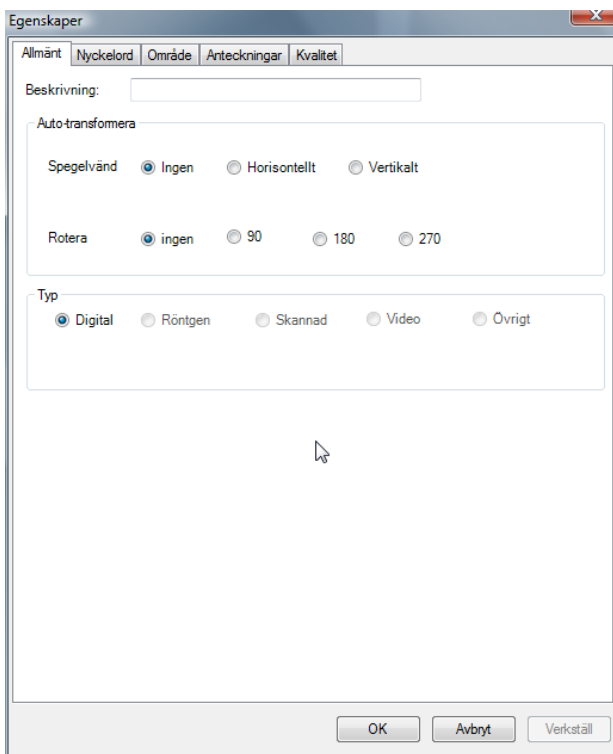 Egenskaper
Allmänt Nyckelord Område Anteckningar Kvalitet
Beskrivning:
Auto-transformera
Spegelvänd Ingen Horisontellt Vertikalt
Rotera ingen 90 180 270
Typ
Digital Röntgen Skannad Video Övrigt
OK Avbryt Verkställ